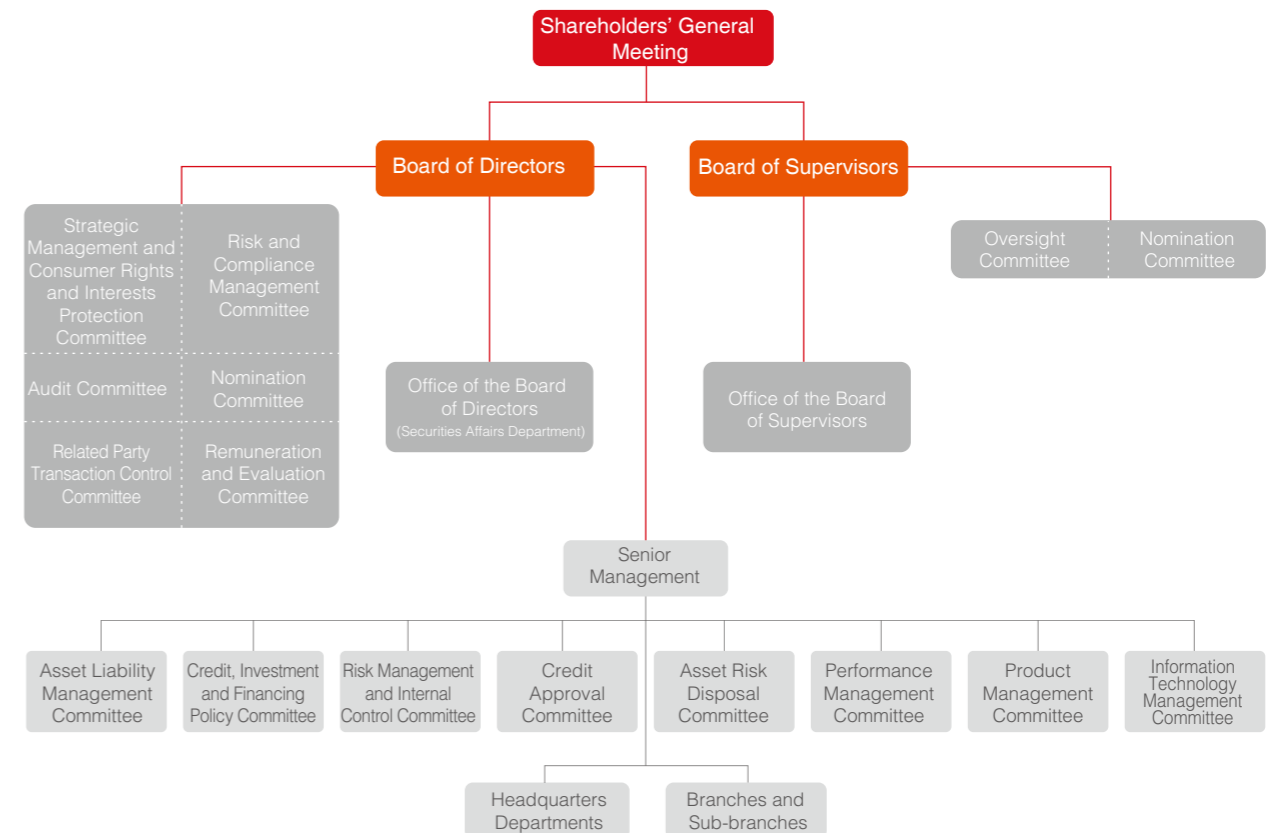 Shareholders' General
Meeting
Board of Directors
Board of Supervisors
Strategic
Management and
Consumer Rights
and Interests
Protection
Committee
Risk and
Compliance
Management
Committee
Audit Committee
Nomination
Committee
Related Party
Transaction Control
Committee
Remuneration
and Evaluation
Committee
Office of the Board
of Directors
(Securities Affairs Department)
Office of the Board
of Supervisors
Oversight
Committee
Nomination
Committee
Senior
Management
Asset Liability
Management
Committee
Credit, Investment
and Financing
Policy Committee
Risk Management
and Internal
Control Committee
Credit
Approval
Committee
Asset Risk
Disposal
Committee
Performance
Management
Committee
Product
Management
Committee
Information
Technology
Management
Committee
Headquarters
Departments
Branches and
Sub-branches